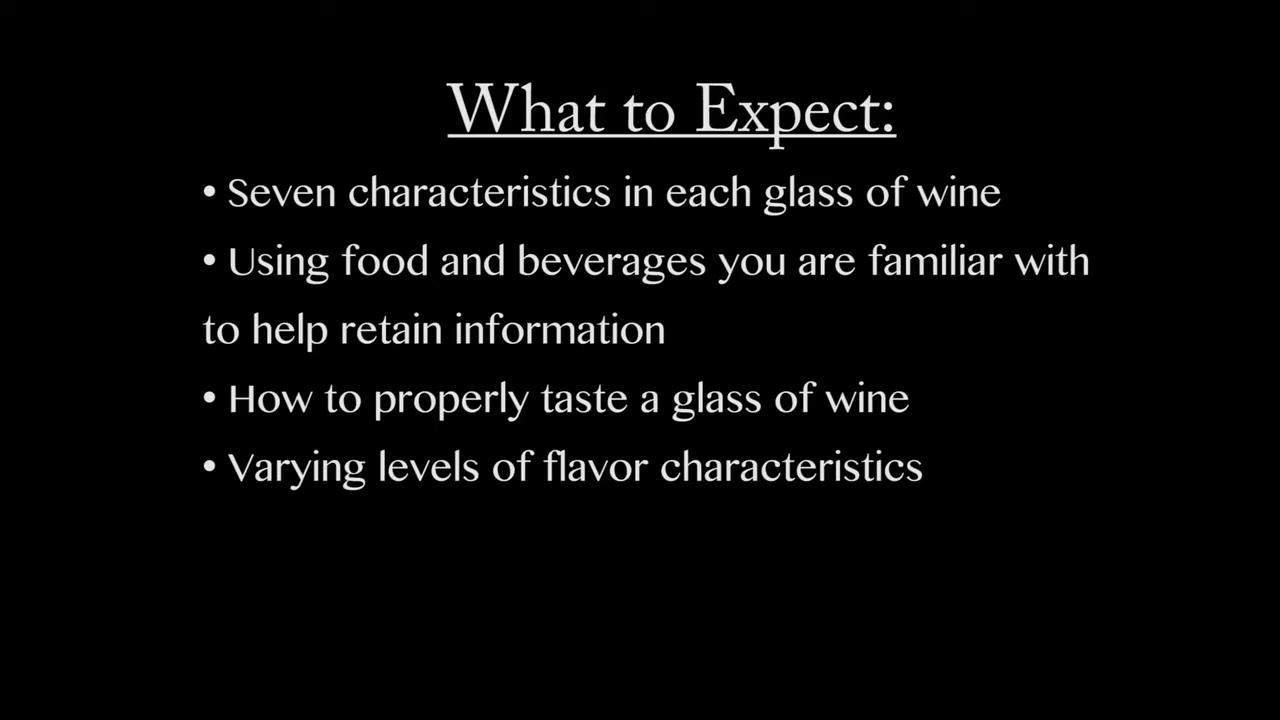 What to Expect:
• Seven characteristics in each glass of wine
• Using food and beverages you are familiar with
to help retain information
• How to properly taste a glass of wine
• Varying levels of flavor characteristics